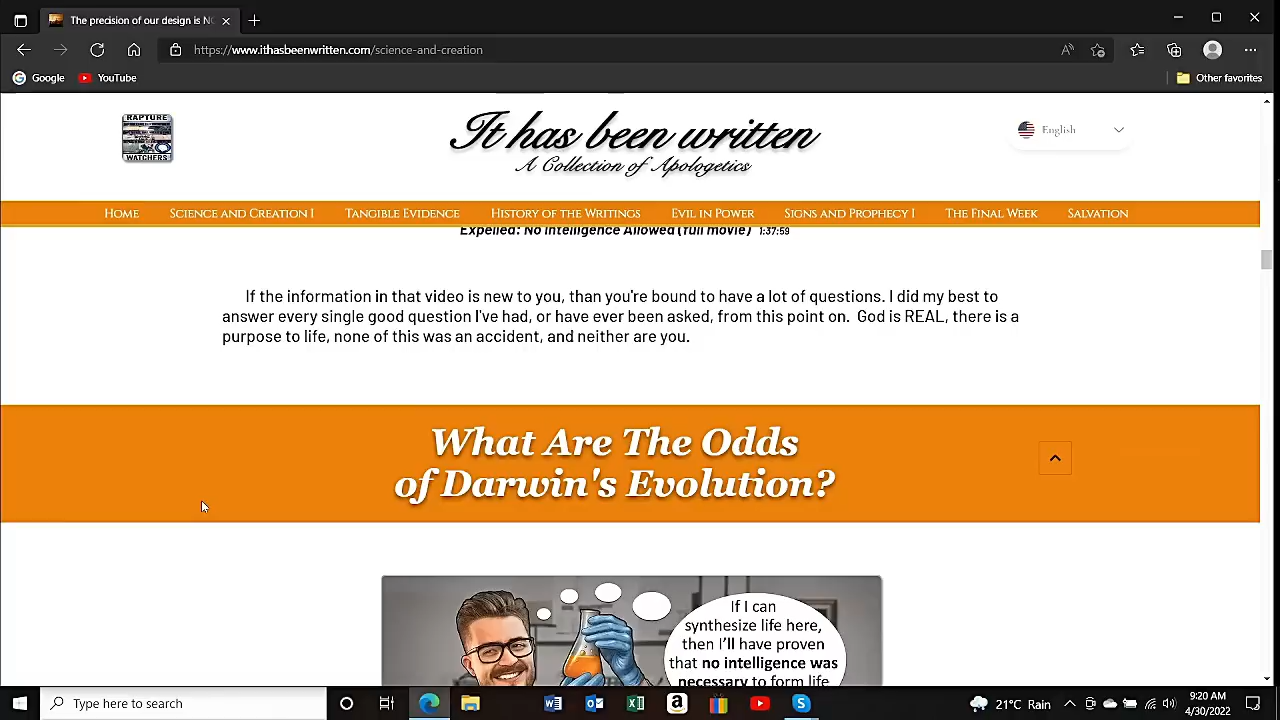 The precision of our design is NO
https://www.ithasbeenwritten.com/science-and-creation
Google
YouTube
Other favorites
RAPTURE
WATCHERS
It has been written
A Collection of Apologetics
English
HOME
SCIENCE AND CREATION I
TANGIBLE EVIDENCE
HISTORY OF THE WRITINGS
EVIL IN POWER
SIGNS AND PROPHECY I
THE FINAL WEEK
SALVATION
Expelled: No Intelligence Allowed (full movie) 1:37:59
If the information in that video is new to you, than you're bound to have a lot of questions. I did my best to
answer every single good question I've had, or have ever been asked, from this point on. God is REAL, there is a
purpose to life, none of this was an accident, and neither are you.
What Are The Odds
of Darwin's Evolution?
If I can
synthesize life here,
then I'll have proven
that no intelligence was
necessary to form life
Type here to search
21°C Rain
9:20 AM
4/30/2022